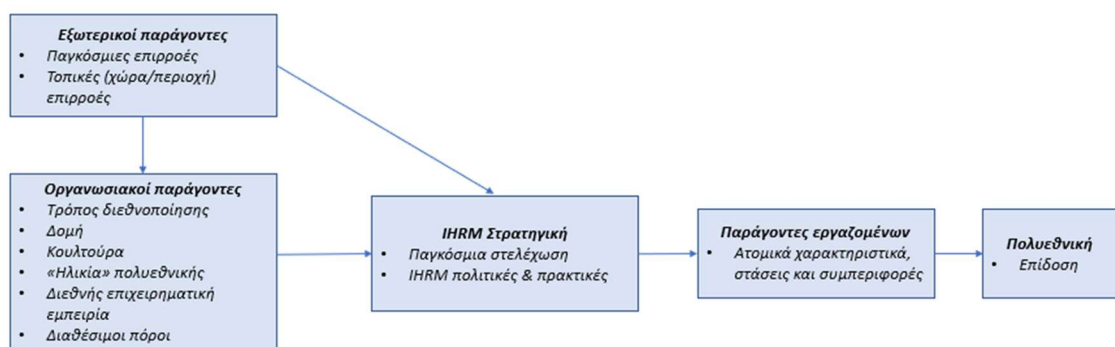 Εξωτερικοί παράγοντες
• Παγκόσμιες επιρροές
• Τοπικές (χώρα/περιοχή)
επιρροές
Οργανωσιακοί παράγοντες
• Τρόπος διεθνοποίησης
• Δομή
• Κουλτούρα
• «Ηλικία» πολυεθνικής
• Διεθνής επιχειρηματική
εμπειρία
• Διαθέσιμοι πόροι
IHRM Στρατηγική
• Παγκόσμια στελέχωση
• IHRM πολιτικές & πρακτικές
Παράγοντες εργαζομένων
• Ατομικά χαρακτηριστικά,
στάσεις και συμπεριφορές
Πολυεθνική
• Επίδοση